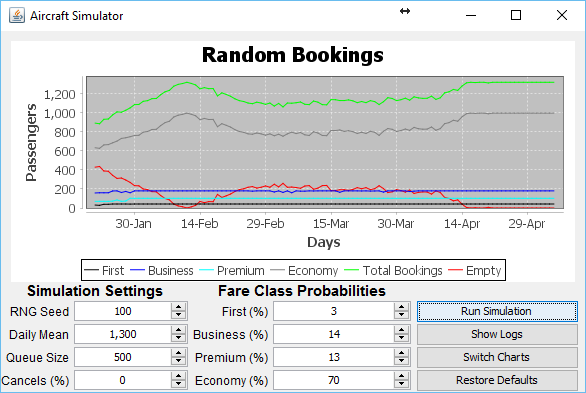 Aircraft Simulator
Random Bookings
Passengers
1,200
1,000
800
600
400
200
0
30-Jan 14-Feb 29-Feb 15-Mar 30-Mar 14-Apr 29-Apr
Days
First Business Premium Economy Total Bookings Empty
Simulation Settings Fare Class Probabilities
RNG Seed 100 First (%) 3 Run Simulation
Daily Mean 1,300 Business (%) 14 Show Logs
Queue Size 500 Premium (%) 13 Switch Charts
Cancels (%) 0 Economy (%) 70 Restore Defaults